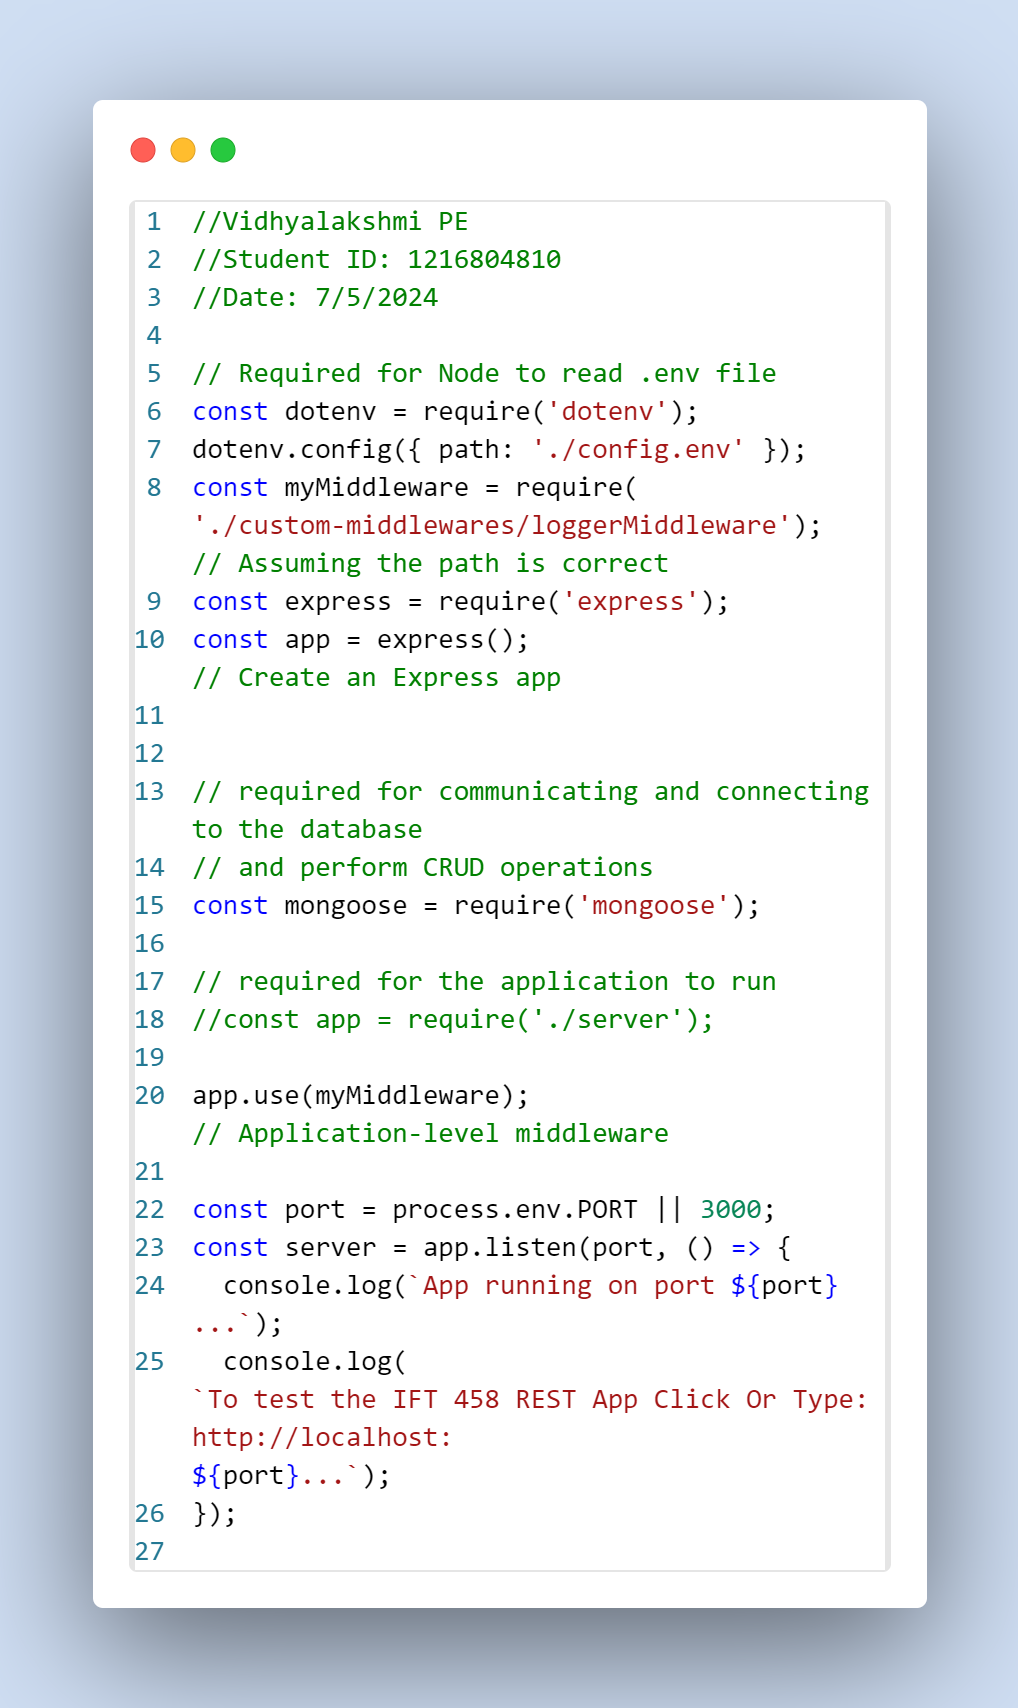 1 //Vidhyalakshmi PE
2 //Student ID: 1216804810
3 //Date: 7/5/2024
4
5 // Required for Node to read .env file
6 const dotenv = require('dotenv');
7 dotenv.config({ path: './config.env' });
8 const myMiddleware = require(
'./custom-middlewares/loggerMiddleware');
// Assuming the path is correct
9 const express = require('express');
10 const app = express();
// Create an Express app
11
12
13 // required for communicating and connecting
to the database
14 // and perform CRUD operations
15 const mongoose = require('mongoose');
16
17 // required for the application to run
18 //const app = require('./server');
19
20 app.use(myMiddleware);
// Application-level middleware
21
22 const port = process.env.PORT || 3000;
23 const server = app.listen(port, () => {
24   console.log(`App running on port ${port}
...`);
25   console.log(
`To test the IFT 458 REST App Click Or Type:
http://localhost:
${port}...`);
26 });
27